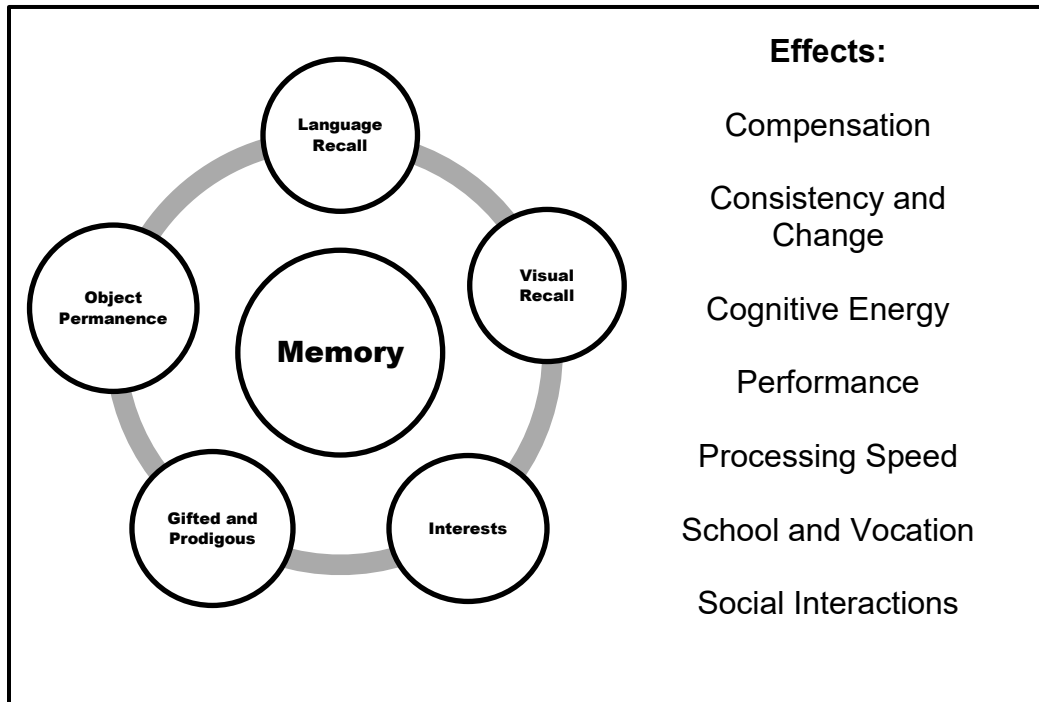 Language
Recall
Visual
Recall
Interests
Gifted and
Prodigous
Object
Permanence
Memory
Effects:
Compensation
Consistency and
Change
Cognitive Energy
Performance
Processing Speed
School and Vocation
Social Interactions